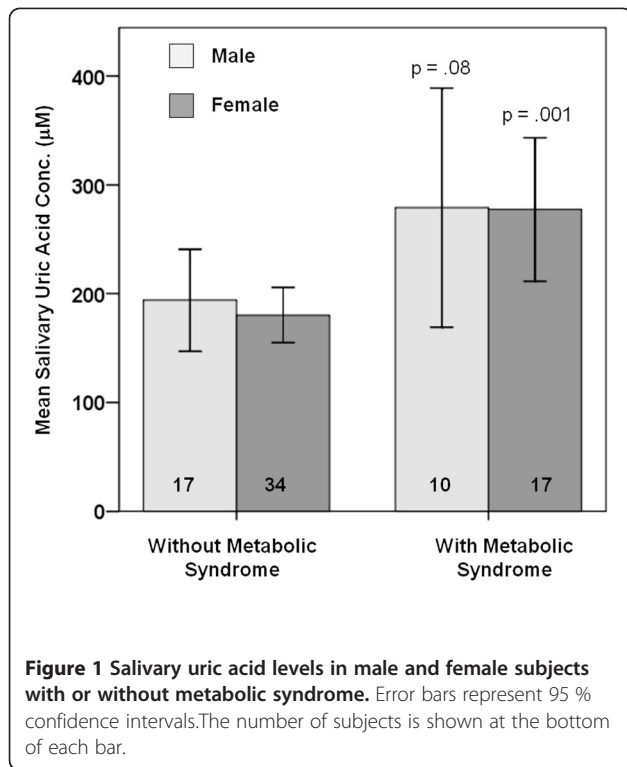 Male
Female
p = .08
p = .001
400
300
200
100
0
Mean Salivary Uric Acid Conc. (µM)
17
34
10
17
Without Metabolic
Syndrome
With Metabolic
Syndrome
Figure 1 Salivary uric acid levels in male and female subjects
with or without metabolic syndrome. Error bars represent 95 %
confidence intervals.The number of subjects is shown at the bottom
of each bar.